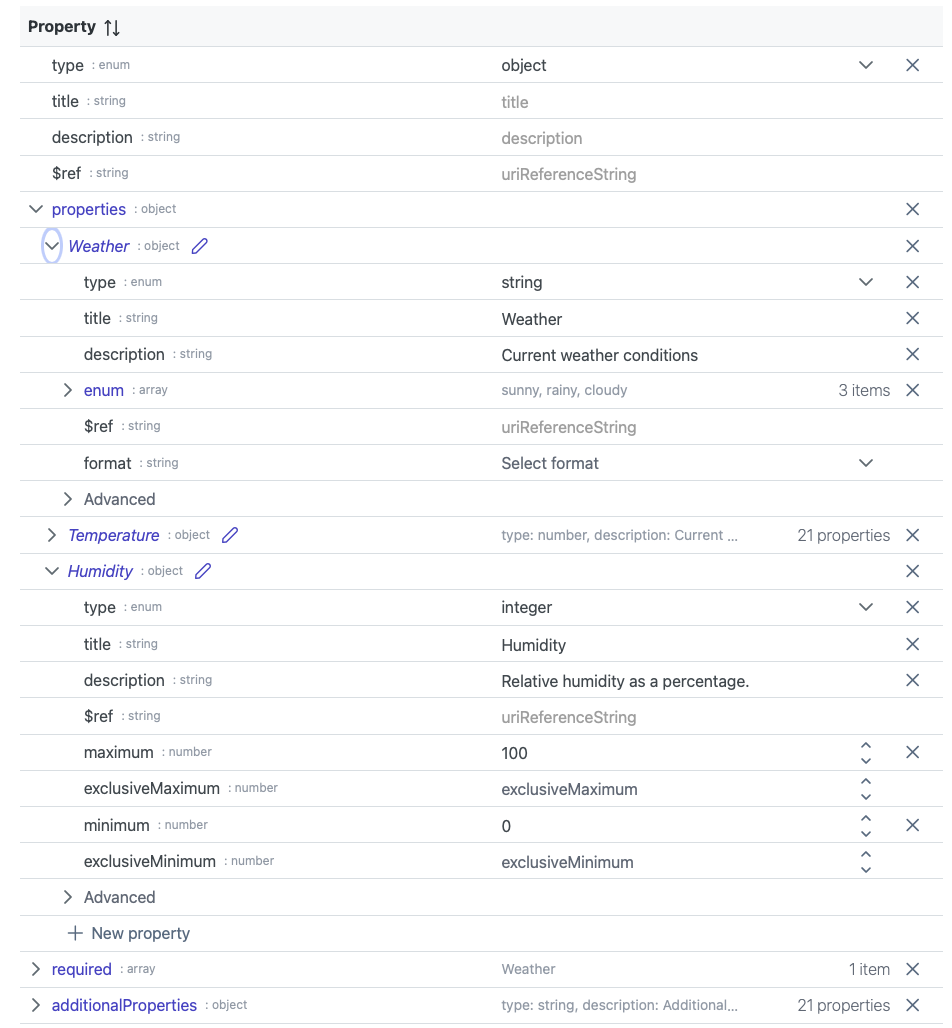 Property
type : enum object
title : string title
description : string description
$ref : string uriReferenceString
properties : object
Weather : object
type : enum string
title : string Weather
description : string Current weather conditions
enum : array sunny, rainy, cloudy 3 items
$ref : string uriReferenceString
format : string Select format
Advanced
Temperature : object type: number, description: Current ... 21 properties
Humidity : object
type : enum integer
title : string Humidity
description : string Relative humidity as a percentage.
$ref : string uriReferenceString
maximum : number 100
exclusiveMaximum : number exclusiveMaximum
minimum : number 0
exclusiveMinimum : number exclusiveMinimum
Advanced
New property
required : array Weather 1 item
additionalProperties : object type: string, description: Additional... 21 properties